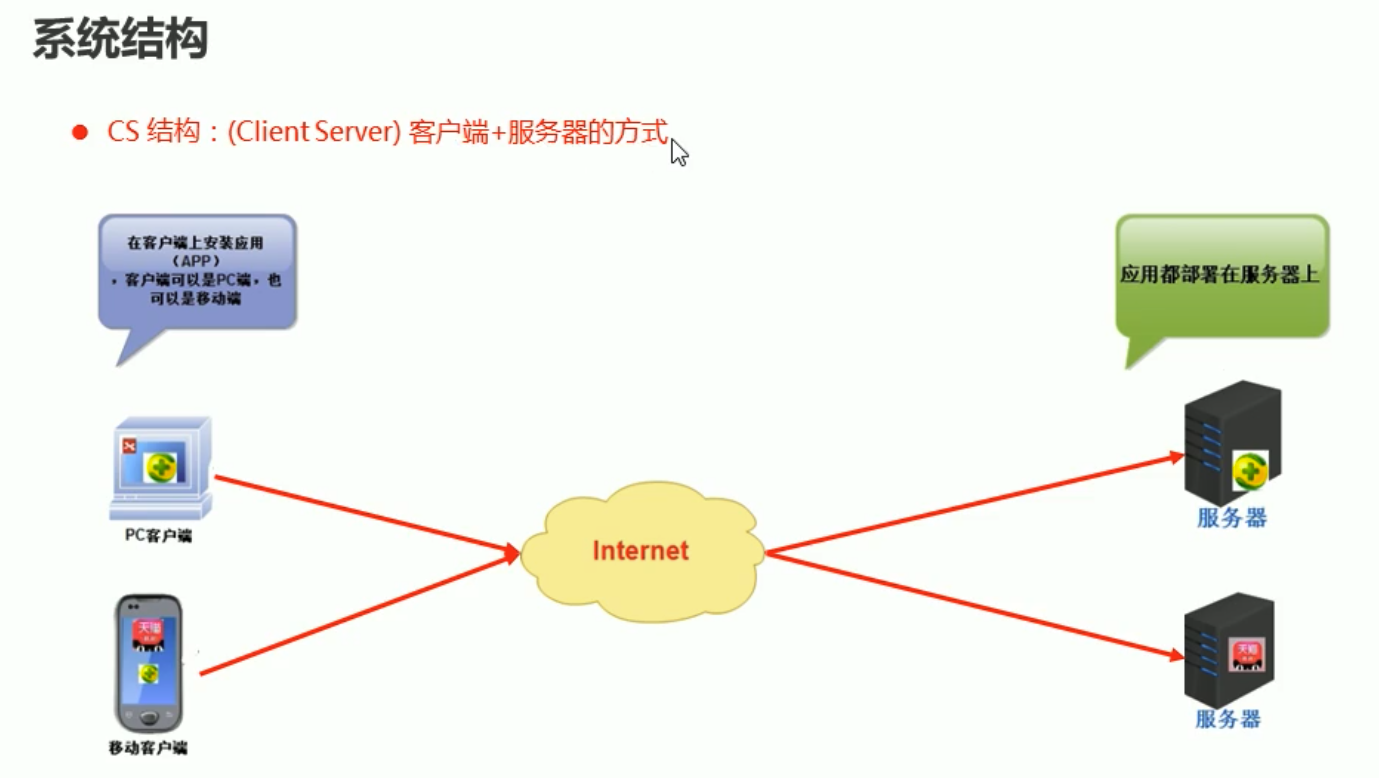 系统结构
CS 结构：(Client Server) 客户端+服务器的方式
在客户端上安装应用
（APP）
，客户端可以是PC端，也
可以是移动端
应用都部署在服务器上
PC客户端
Internet
服务器
天猫
天猫
移动客户端
服务器